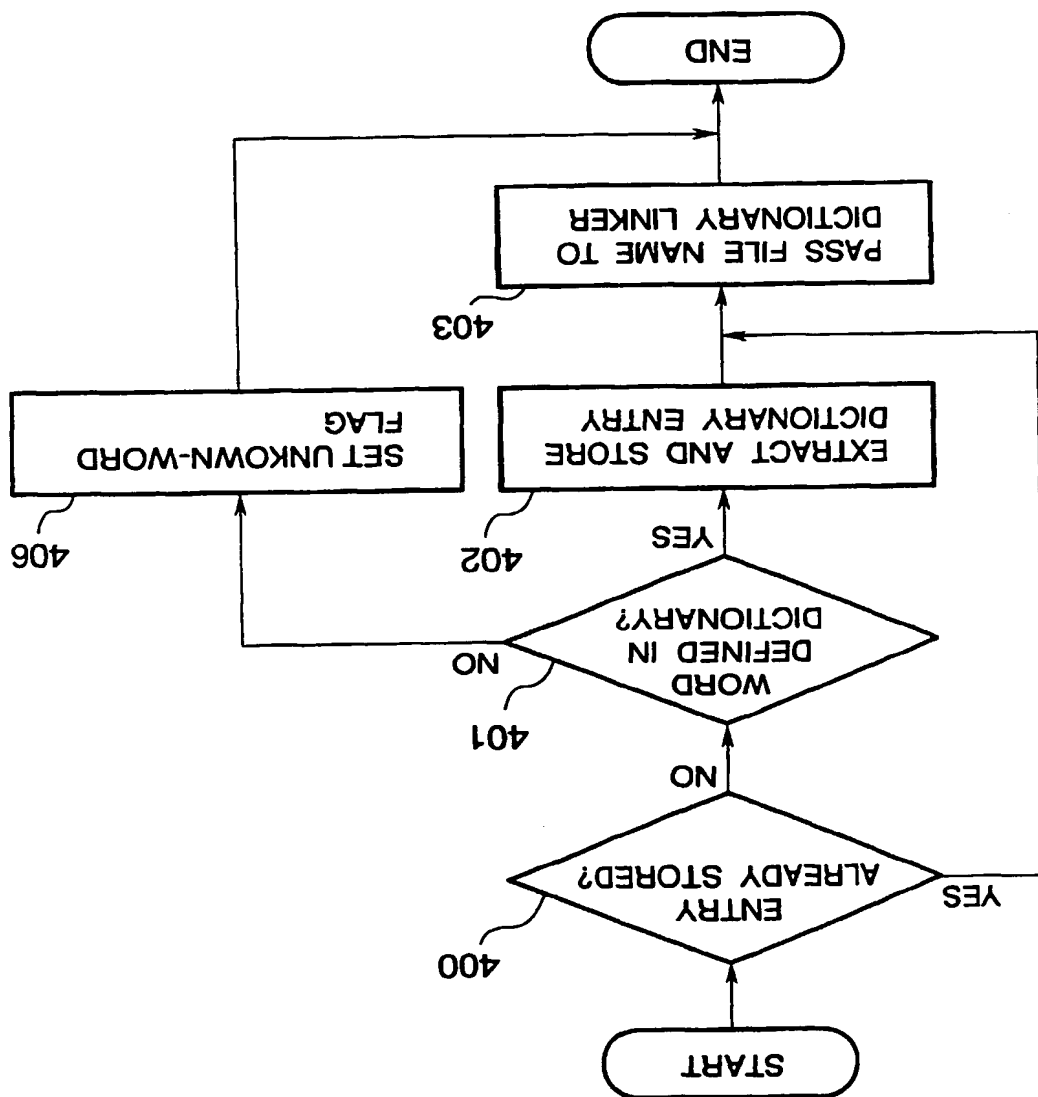 START
400
ENTRY
ALREADY STORED?
YES
NO
401
WORD
DEFINED IN
DICTIONARY?
NO
YES
402
EXTRACT AND STORE
DICTIONARY ENTRY
406
SET UNKOWN-WORD
FLAG
403
PASS FILE NAME TO
DICTIONARY LINKER
END